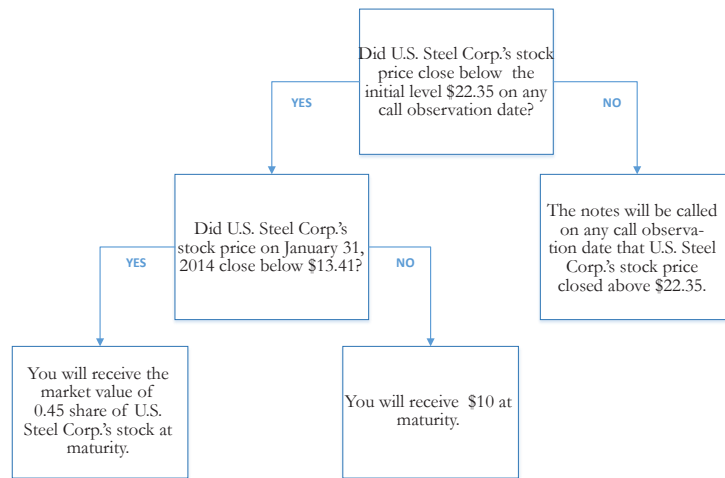 Did U.S. Steel Corp.'s stock
price close below the
initial level $22.35 on any
call observation date?
YES
NO
Did U.S. Steel Corp.'s
stock price on January 31,
2014 close below $13.41?
The notes will be called
on any call observa-
tion date that U.S. Steel
Corp.'s stock price
closed above $22.35.
YES
NO
You will receive the
market value of
0.45 share of U.S.
Steel Corp.'s stock at
maturity.
You will receive $10 at
maturity.